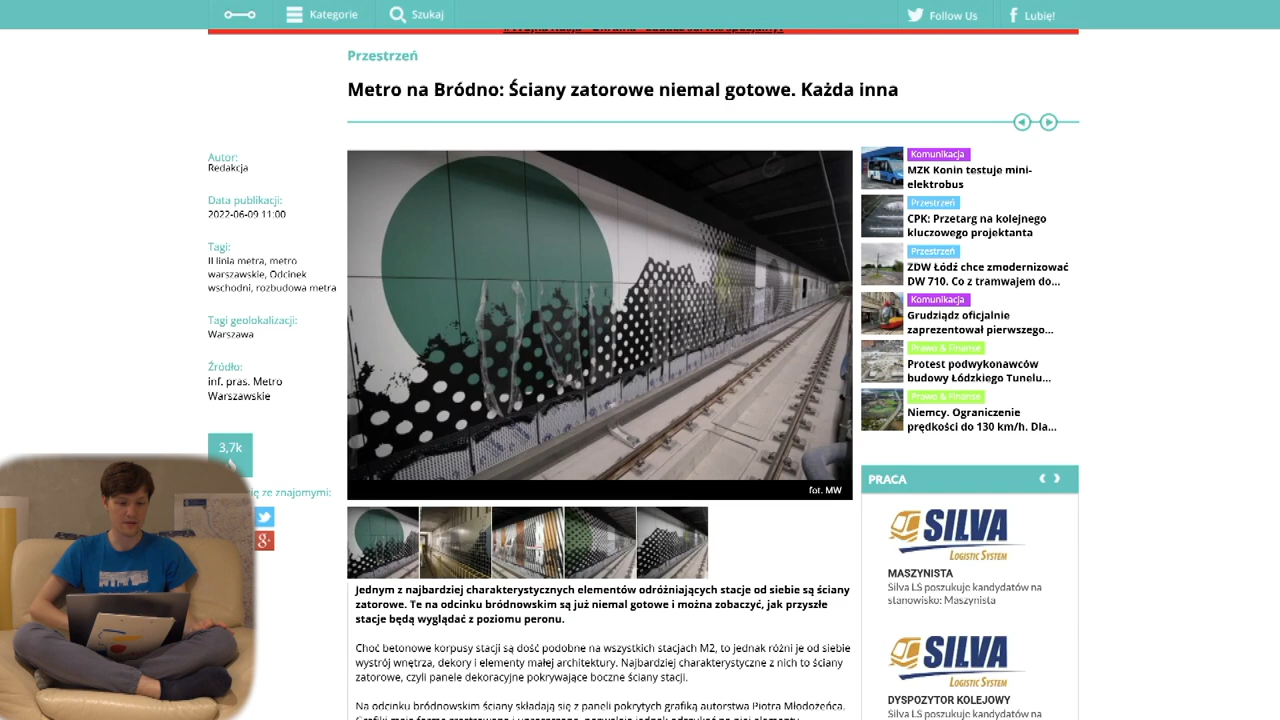 Kategorie
Szukaj
Follow Us
Lubię!
Przestrzeń
Metro na Bródno: Ściany zatorowe niemal gotowe. Każda inna
Autor:
Redakcja
Data publikacji:
2022-06-09 11:00
Tagi:
II linia metra, metro
warszawskie, Odcinek
wschodni, rozbudowa metra
Tagi geolokalizacji:
Warszawa
Źródło:
inf. pras. Metro
Warszawskie
3,7k
się ze znajomymi:
fot. MW
Jednym z najbardziej charakterystycznych elementów odróżniających stacje od siebie są ściany
zatorowe. Te na odcinku bródnowskim są już niemal gotowe i można zobaczyć, jak przyszłe
stacje będą wyglądać z poziomu peronu.
Choć betonowe korpusy stacji są dość podobne na wszystkich stacjach M2, to jednak różni je od siebie
wystrój wnętrza, dekory i elementy małej architektury. Najbardziej charakterystyczne z nich to ściany
zatorowe, czyli panele dekoracyjne pokrywające boczne ściany stacji.
Na odcinku bródnowskim ściany składają się z paneli pokrytych grafiką autorstwa Piotra Młodożeńca.
Komunikacja
MZK Konin testuje mini-
elektrobus
Przestrzeń
CPK: Przetarg na kolejnego
kluczowego projektanta
Przestrzeń
ZDW Łódź chce zmodernizować
DW 710. Co z tramwajem do...
Komunikacja
Grudziądz oficjalnie
zaprezentował pierwszego...
Prawo & Finanse
Protest podwykonawców
budowy Łódzkiego Tunelu...
Prawo & Finanse
Niemcy. Ograniczenie
prędkości do 130 km/h. Dla...
PRACA
SILVA
LOGISTIC SYSTEM
MASZYNISTA
Silva LS poszukuje kandydatów na
stanowisko: Maszynista
SILVA
LOGISTIC SYSTEM
DYSPOZYTOR KOLEJOWY
Silva LS poszukuje kandydatów na